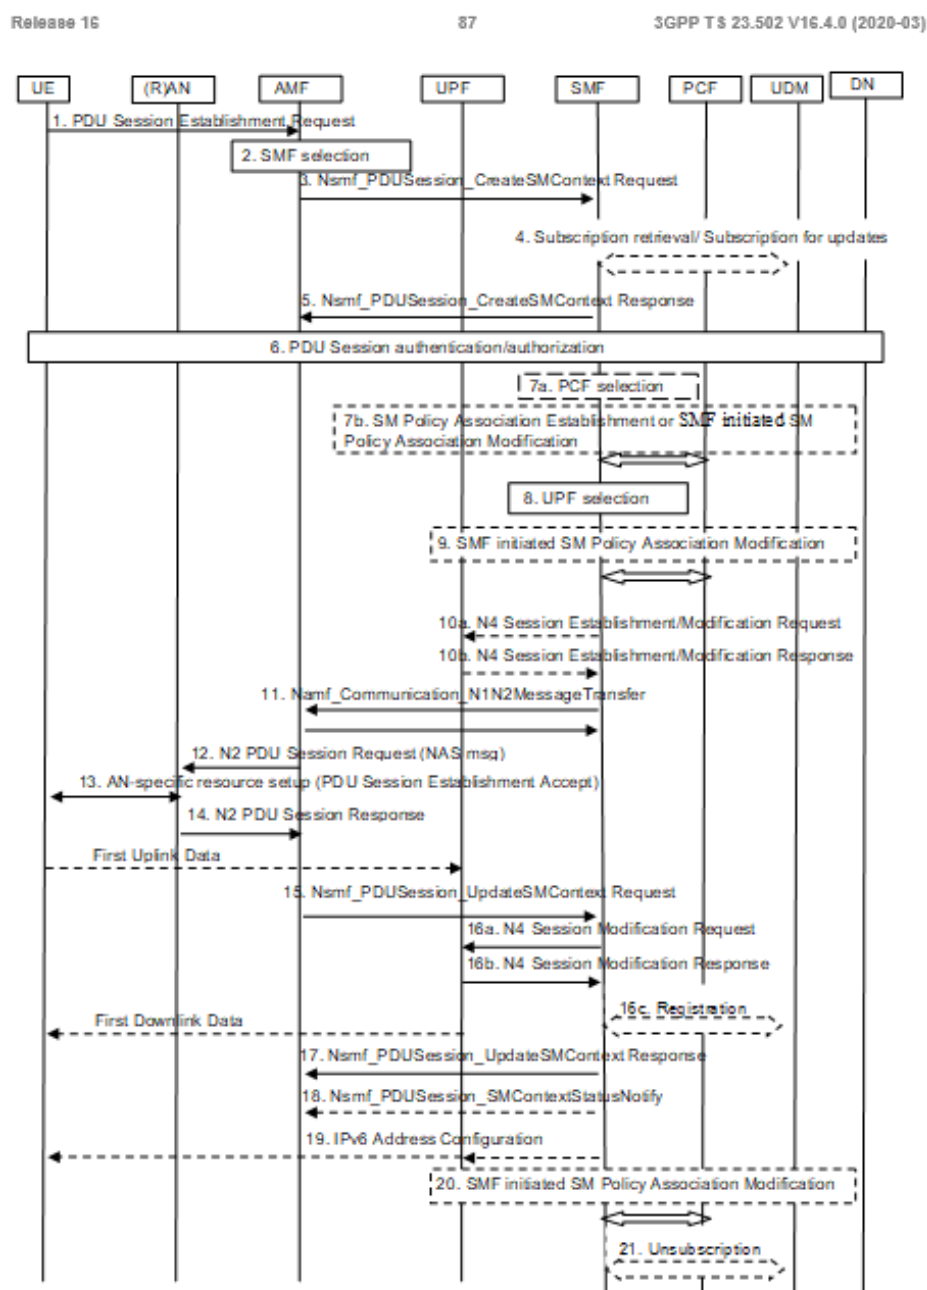 Release 16 87 3GPP TS 23.502 V16.4.0 (2020-03)
UE (R)AN AMF UPF SMF PCF UDM DN
1. PDU Session Establishment Request
2. SMF selection
3. Nsmf_PDUSession_CreateSMContext Request
4. Subscription retrieval/ Subscription for updates
5. Nsmf_PDUSession_CreateSMContext Response
6. PDU Session authentication/authorization
7a. PCF selection
7b. SM Policy Association Establishment or SMF initiated SM
Policy Association Modification
8. UPF selection
9. SMF initiated SM Policy Association Modification
10a. N4 Session Establishment/Modification Request
10b. N4 Session Establishment/Modification Response
11. Namf_Communication_N1N2MessageTransfer
12. N2 PDU Session Request (NAS msg)
13. AN-specific resource setup (PDU Session Establishment Accept)
14. N2 PDU Session Response
First Uplink Data
15. Nsmf_PDUSession_UpdateSMContext Request
16a. N4 Session Modification Request
16b. N4 Session Modification Response
16c. Registration
First Downlink Data
17. Nsmf_PDUSession_UpdateSMContext Response
18. Nsmf_PDUSession_SMContextStatusNotify
19. IPv6 Address Configuration
20. SMF initiated SM Policy Association Modification
21. Unsubscription